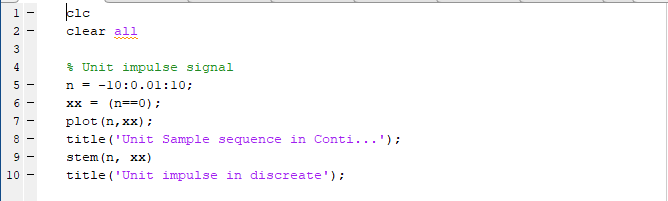 1 – clc
2 – clear all
3
4 % Unit impulse signal
5 – n = -10:0.01:10;
6 – xx = (n==0);
7 – plot(n,xx);
8 – title('Unit Sample sequence in Conti...');
9 – stem(n, xx)
10 – title('Unit impulse in discreate');